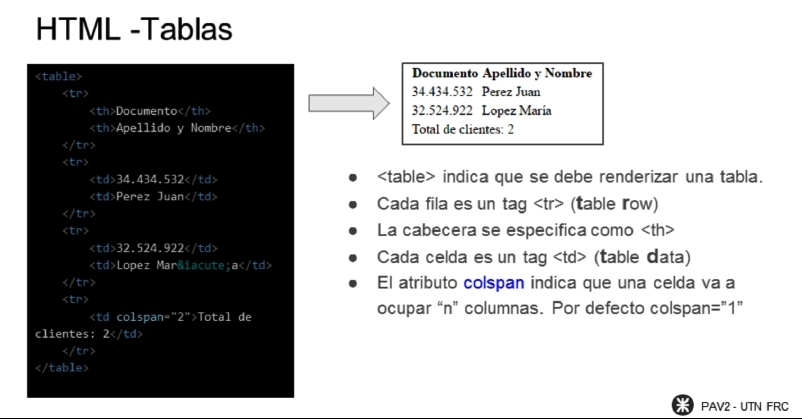 HTML -Tablas
<table>
<tr>
<th>Documento</th>
<th>Apellido y Nombre</th>
</tr>
<tr>
<td>34.434.532</td>
<td>Perez Juan</td>
</tr>
<tr>
<td>32.524.922</td>
<td>Lopez Mar&iacute;a</td>
</tr>
<tr>
<td colspan="2">Total de
clientes: 2</td>
</tr>
</table>
Documento Apellido y Nombre
34.434.532 Perez Juan
32.524.922 Lopez María
Total de clientes: 2
● <table> indica que se debe renderizar una tabla.
● Cada fila es un tag <tr> (table row)
● La cabecera se especifica como <th>
● Cada celda es un tag <td> (table data)
● El atributo colspan indica que una celda va a
ocupar “n” columnas. Por defecto colspan=”1”
PAV2 - UTN FRC